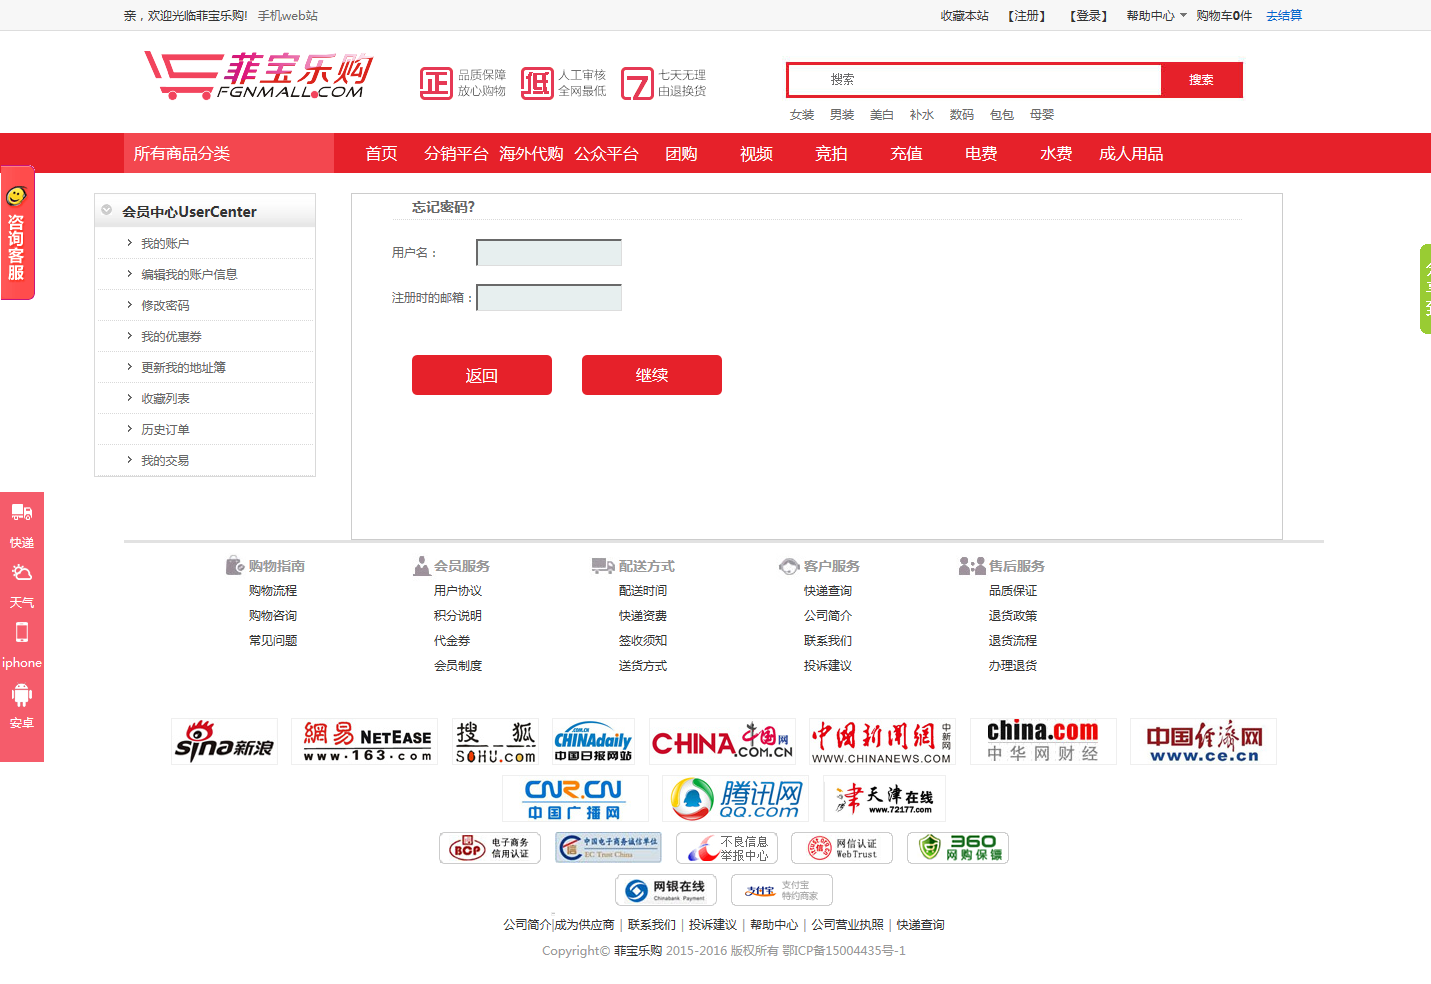 亲，欢迎光临菲宝乐购! 手机web站 收藏本站 【注册】 【登录】 帮助中心 购物车0件 去结算
菲宝乐购
FGNMALL.COM
正 品质保障 放心购物
低 人工审核 全网最低
7 七天无理 由退换货
搜索 搜索
女装 男装 美白 补水 数码 包包 母婴
所有商品分类 首页 分销平台 海外代购 公众平台 团购 视频 竞拍 充值 电费 水费 成人用品
咨询客服
会员中心UserCenter
我的账户
编辑我的账户信息
修改密码
我的优惠券
更新我的地址簿
收藏列表
历史订单
我的交易
忘记密码?
用户名：
注册时的邮箱：
返回 继续
快递
天气
iphone
安卓
购物指南 会员服务 配送方式 客户服务 售后服务
购物流程 用户协议 配送时间 快递查询 品质保证
购物咨询 积分说明 快递资费 公司简介 退货政策
常见问题 代金券 签收须知 联系我们 退货流程
会员制度 送货方式 投诉建议 办理退货
sina新浪
網易 NETEASE www.163.com
搜狐 SOHU.com
.COM.CN CHINAdaily 中国日报网站
CHINA牛国网 .COM.CN
中國新聞網 中新网 WWW.CHINANEWS.COM
china.com 中华网财经
中国经济网 www.ce.cn
CNR.CN 中国广播网
腾讯网 QQ.com
津 天津在线 www.72177.com
BCP 电子商务 信用认证
中国电子商务诚信单位 EC Trust China
不良信息 举报中心
网信认证 WebTrust
360 网购保镖
网银在线 Chinabank Payment
支付宝 支付宝 特约商家
公司简介|成为供应商 | 联系我们 | 投诉建议 | 帮助中心 | 公司营业执照 | 快递查询
Copyright© 菲宝乐购 2015-2016 版权所有 鄂ICP备15004435号-1